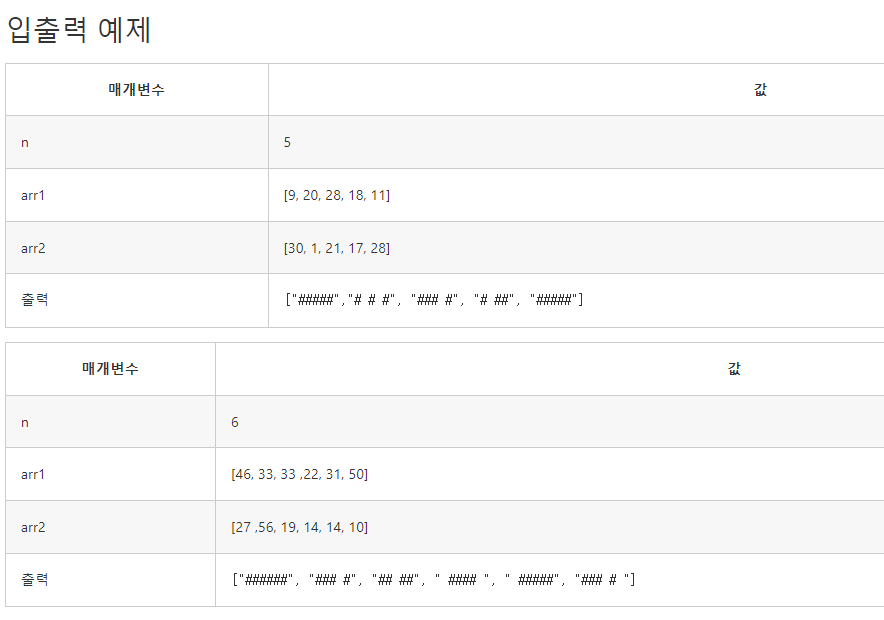 입출력 예제
매개변수 값
n 5
arr1 [9, 20, 28, 18, 11]
arr2 [30, 1, 21, 17, 28]
출력 ["#####","# # #", "### #", "# ##", "#####"]
매개변수 값
n 6
arr1 [46, 33, 33 ,22, 31, 50]
arr2 [27 ,56, 19, 14, 14, 10]
출력 ["######", "### #", "## ##", " #### ", " #####", "### # "]